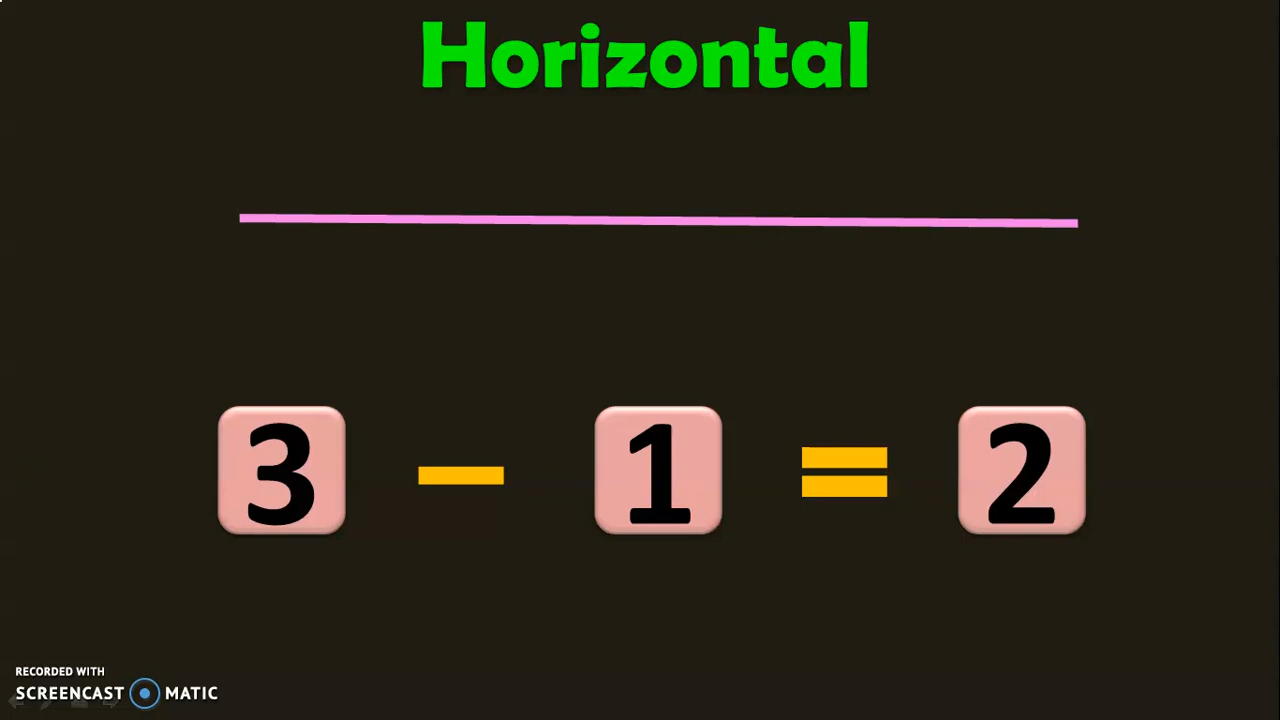 Horizontal
3 – 1 = 2
RECORDED WITH
SCREENCAST MATIC